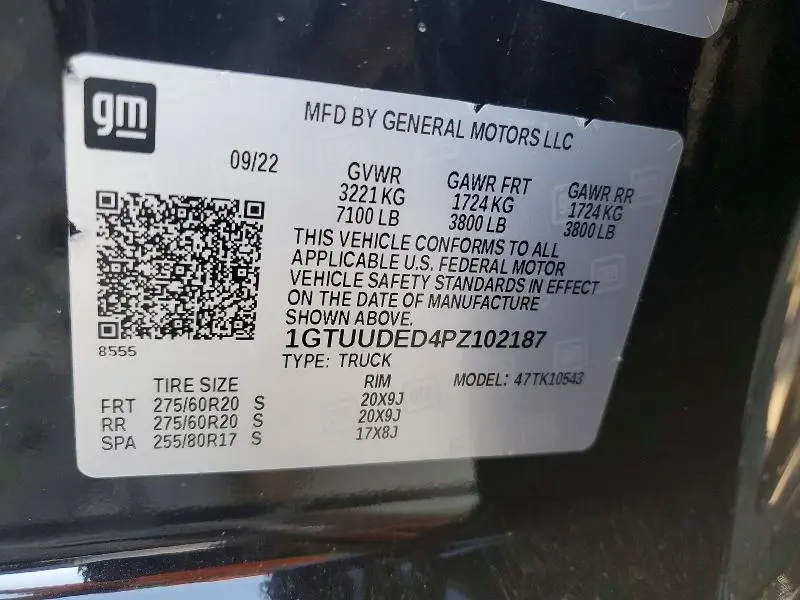 gm
MFD BY GENERAL MOTORS LLC
09/22
GVWR GAWR FRT GAWR RR
3221 KG 1724 KG 1724 KG
7100 LB 3800 LB 3800 LB
THIS VEHICLE CONFORMS TO ALL
APPLICABLE U.S. FEDERAL MOTOR
VEHICLE SAFETY STANDARDS IN EFFECT
ON THE DATE OF MANUFACTURE
SHOWN ABOVE.
1GTUUDED4PZ102187
8555
TYPE: TRUCK
TIRE SIZE RIM MODEL: 47TK10543
FRT 275/60R20 S 20X9J
RR 275/60R20 S 20X9J
SPA 255/80R17 S 17X8J